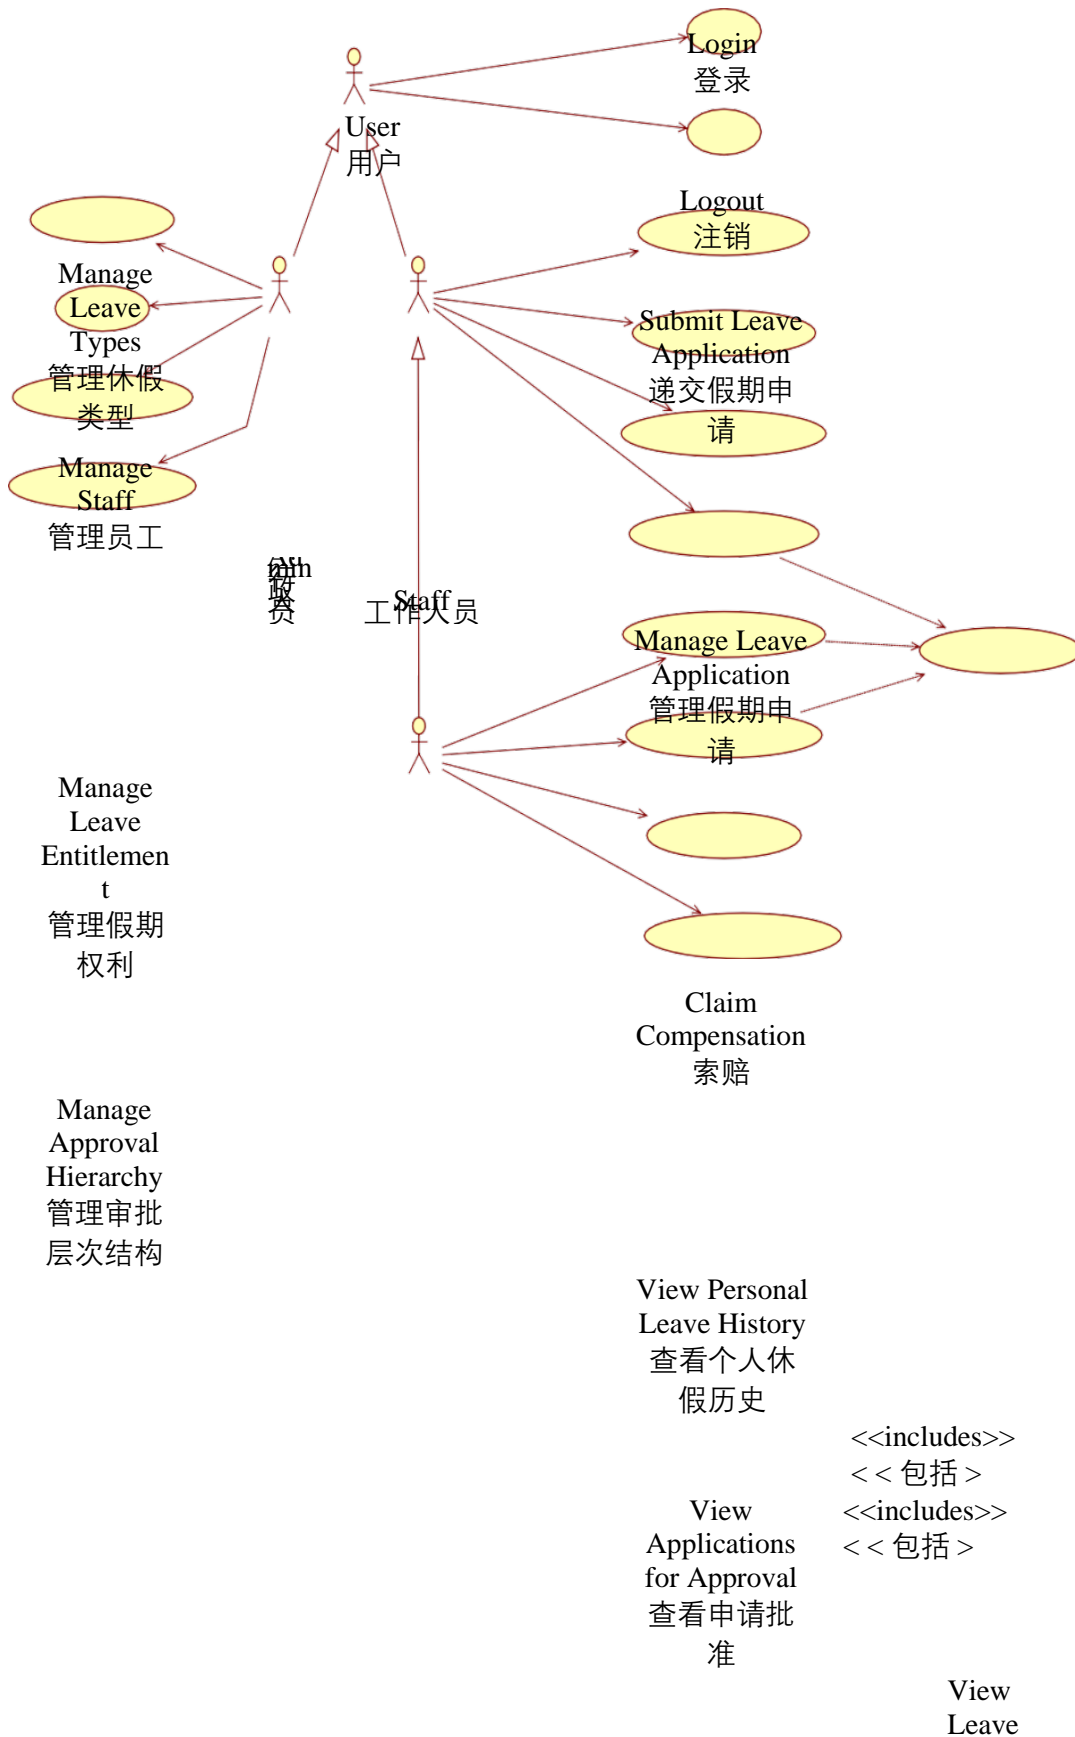 Login
登录
User
用户
Logout
注销
Manage
Leave
Types
管理休假
类型
Submit Leave
Application
递交假期申
请
Manage
Staff
管理员工
min
Staff
工作人员
Manage Leave
Application
管理假期申
请
Manage
Leave
Entitlemen
t
管理假期
权利
Claim
Compensation
索赔
Manage
Approval
Hierarchy
管理审批
层次结构
View Personal
Leave History
查看个人休
假历史
<<includes>>
< < 包括 >
<<includes>>
< < 包括 >
View
Applications
for Approval
查看申请批
准
View
Leave